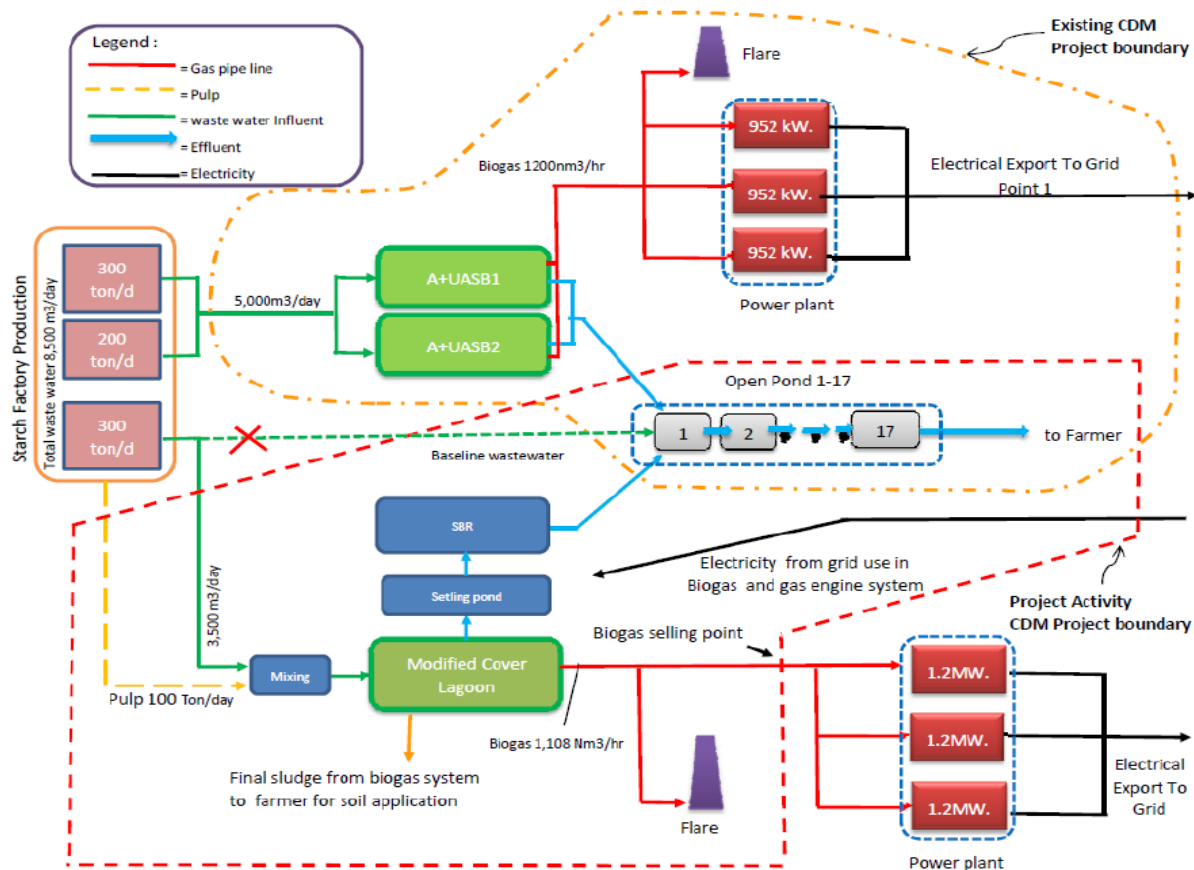 Legend :
= Gas pipe line
= Pulp
= waste water Influent
= Effluent
= Electricity
Flare
Existing CDM
Project boundary
952 kW.
952 kW.
952 kW.
Power plant
Biogas 1200nm3/hr
Electrical Export To Grid
Point 1
Starch Factory Production
Total waste water 8,500 m3/day
300
ton/d
200
ton/d
300
ton/d
5,000m3/day
A+UASB1
A+UASB2
Open Pond 1-17
1
2
17
to Farmer
Baseline wastewater
SBR
Setling pond
Electricity from grid use in
Biogas and gas engine system
Project Activity
CDM Project boundary
3,500 m3/day
Pulp 100 Ton/day
Mixing
Modified Cover
Lagoon
Biogas selling point
Biogas 1,108 Nm3/hr
Final sludge from biogas system
to farmer for soil application
Flare
1.2MW.
1.2MW.
1.2MW.
Power plant
Electrical
Export To
Grid